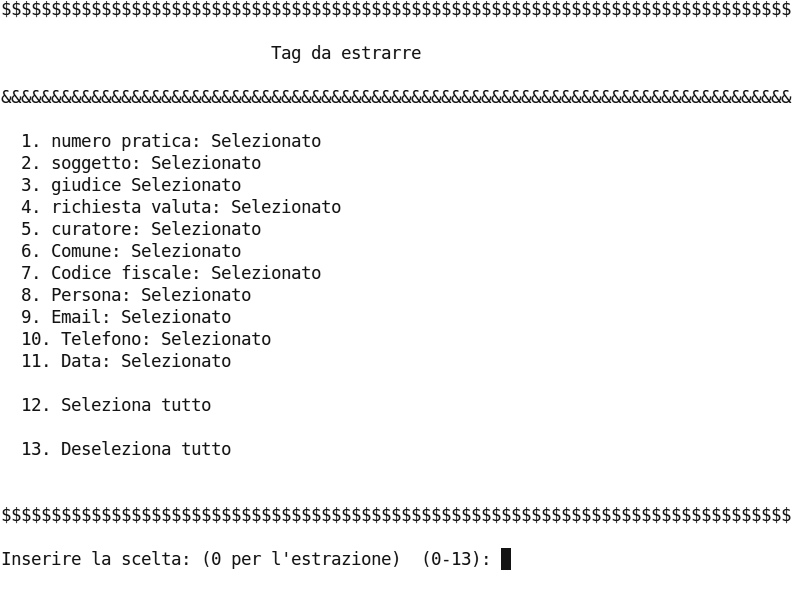 $$$$$$$$$$$$$$$$$$$$$$$$$$$$$$$$$$$$$$$$$$$$$$$$$$$$$$$$$$$$$$$$$$$$$$$$$$$$$$$
Tag da estrarre
&&&&&&&&&&&&&&&&&&&&&&&&&&&&&&&&&&&&&&&&&&&&&&&&&&&&&&&&&&&&&&&&&&&&&&&&&&&&&&&
1. numero pratica: Selezionato
2. soggetto: Selezionato
3. giudice Selezionato
4. richiesta valuta: Selezionato
5. curatore: Selezionato
6. Comune: Selezionato
7. Codice fiscale: Selezionato
8. Persona: Selezionato
9. Email: Selezionato
10. Telefono: Selezionato
11. Data: Selezionato
12. Seleziona tutto
13. Deseleziona tutto
$$$$$$$$$$$$$$$$$$$$$$$$$$$$$$$$$$$$$$$$$$$$$$$$$$$$$$$$$$$$$$$$$$$$$$$$$$$$$$$
Inserire la scelta: (0 per l'estrazione)  (0-13):